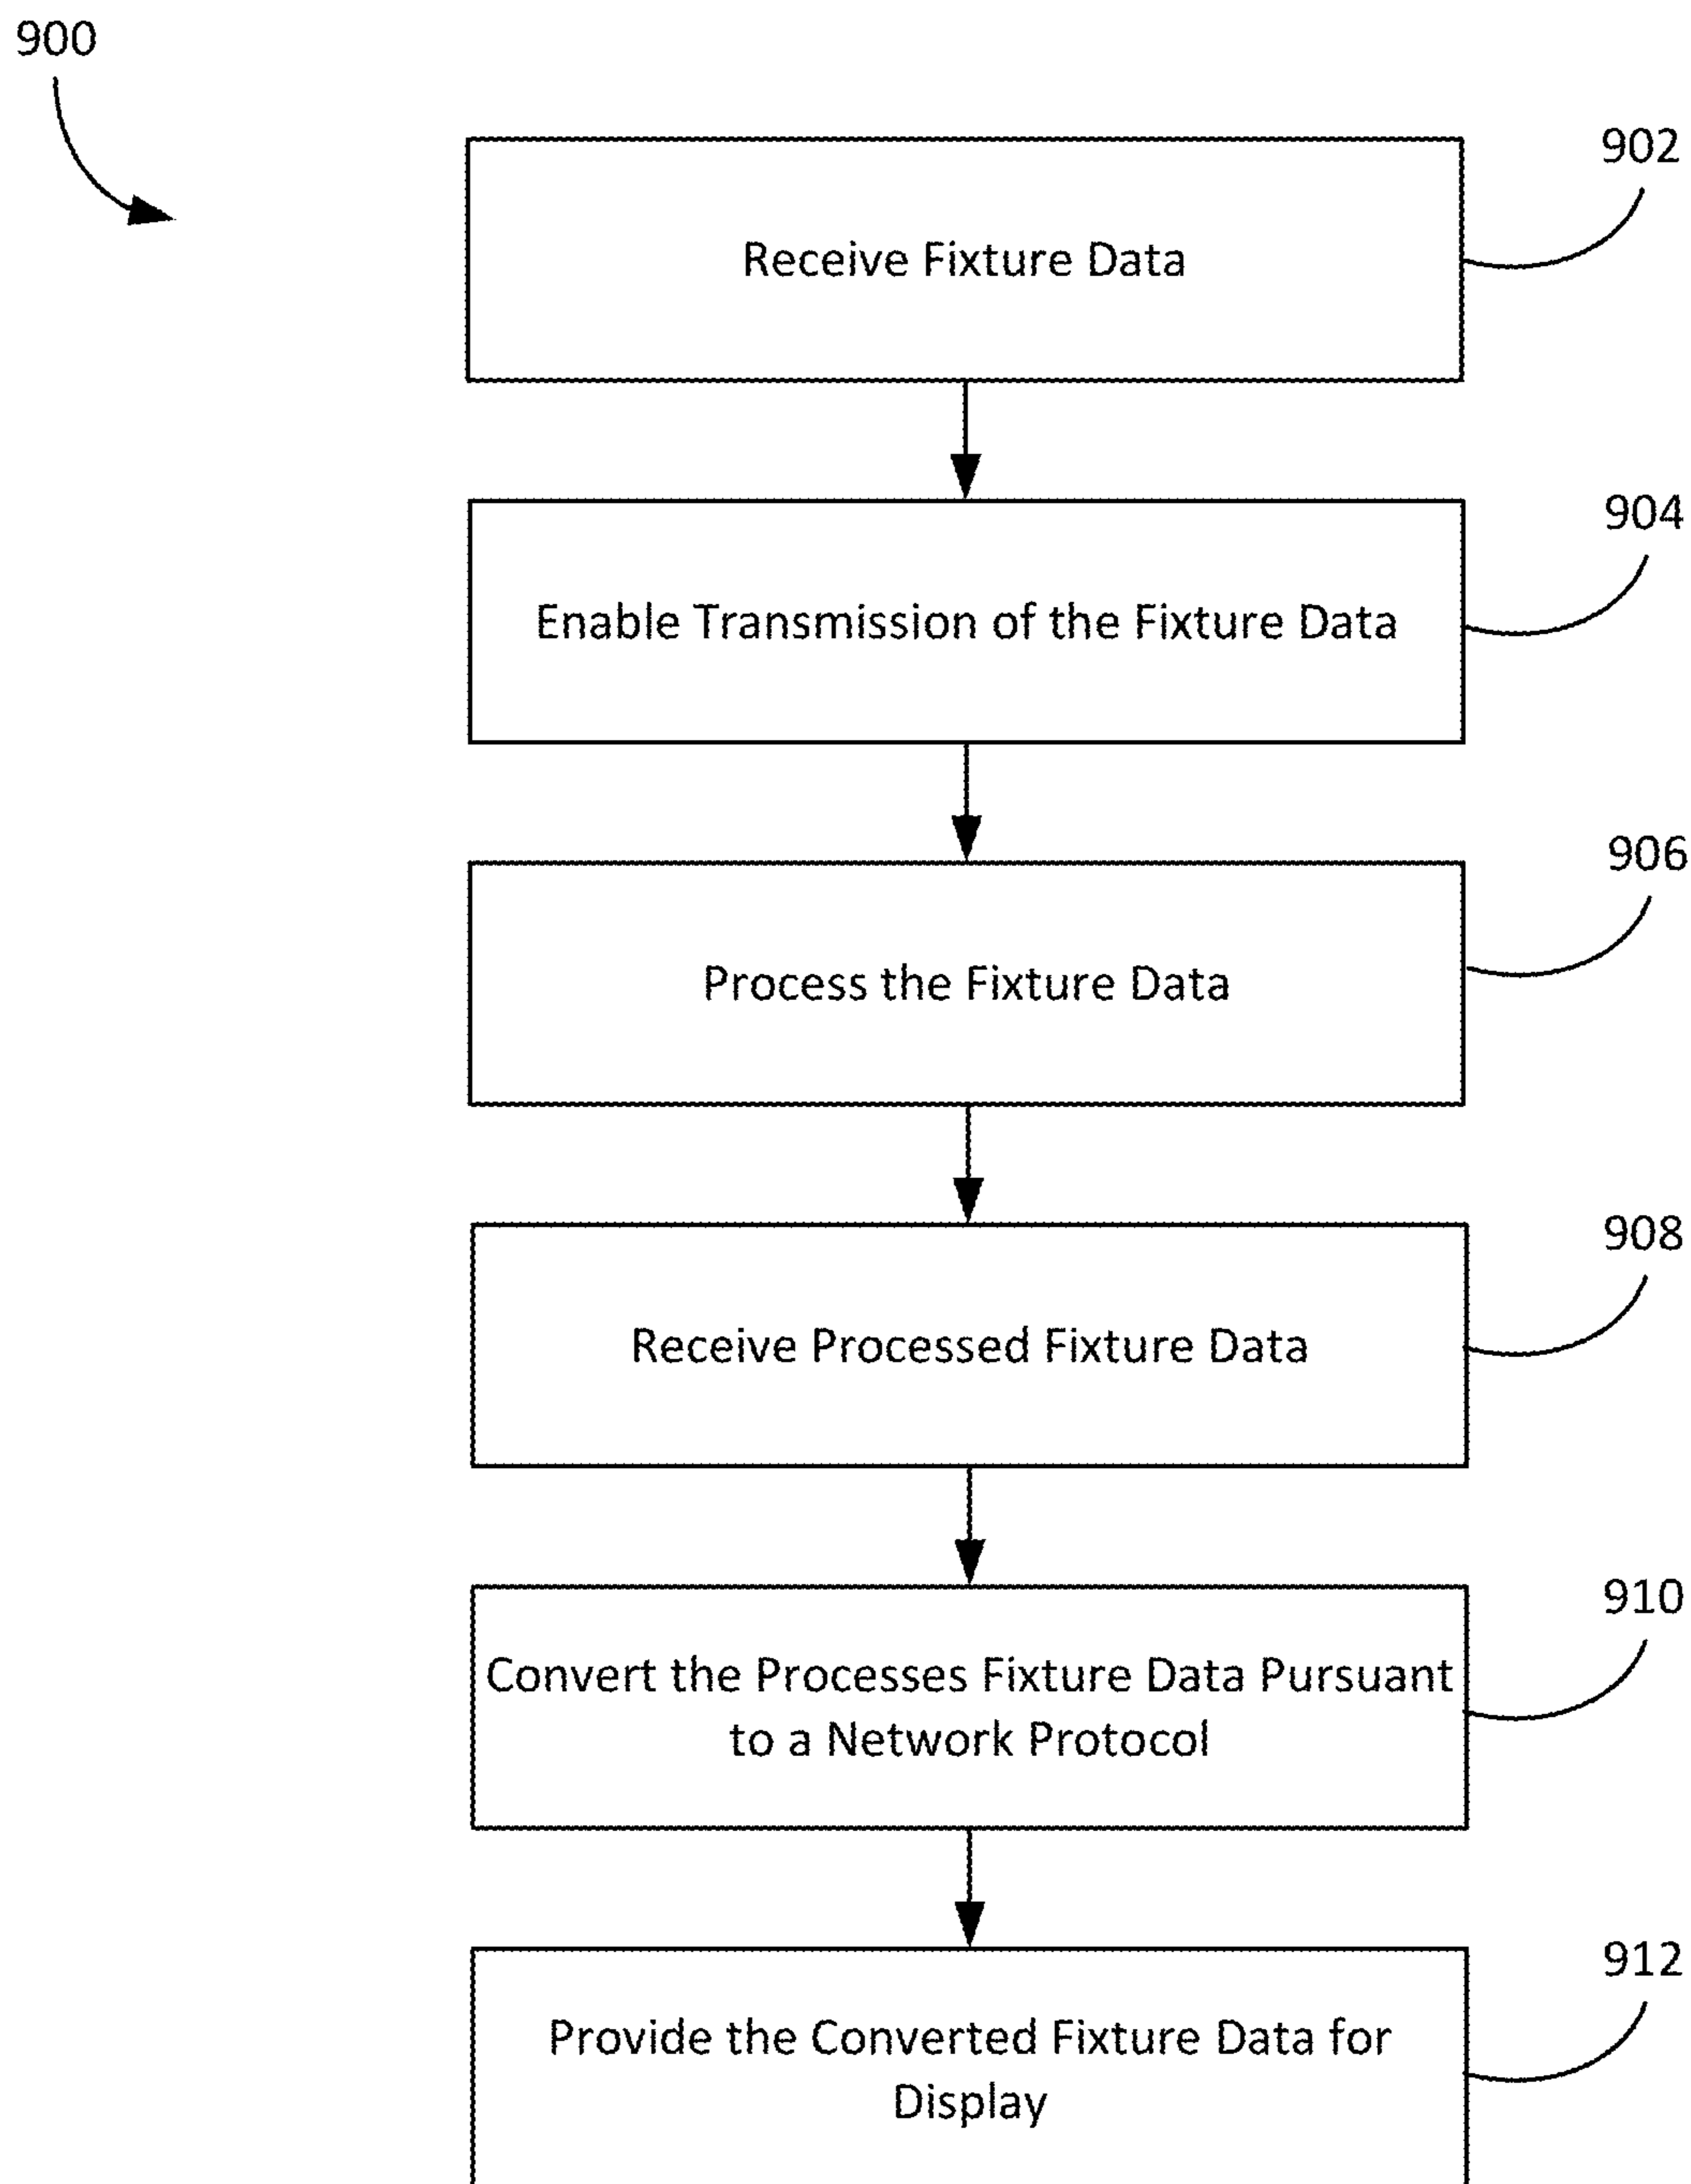 900
902
Receive Fixture Data
904
Enable Transmission of the Fixture Data
906
Process the Fixture Data
908
Receive Processed Fixture Data
910
Convert the Processes Fixture Data Pursuant
to a Network Protocol
912
Provide the Converted Fixture Data for
Display